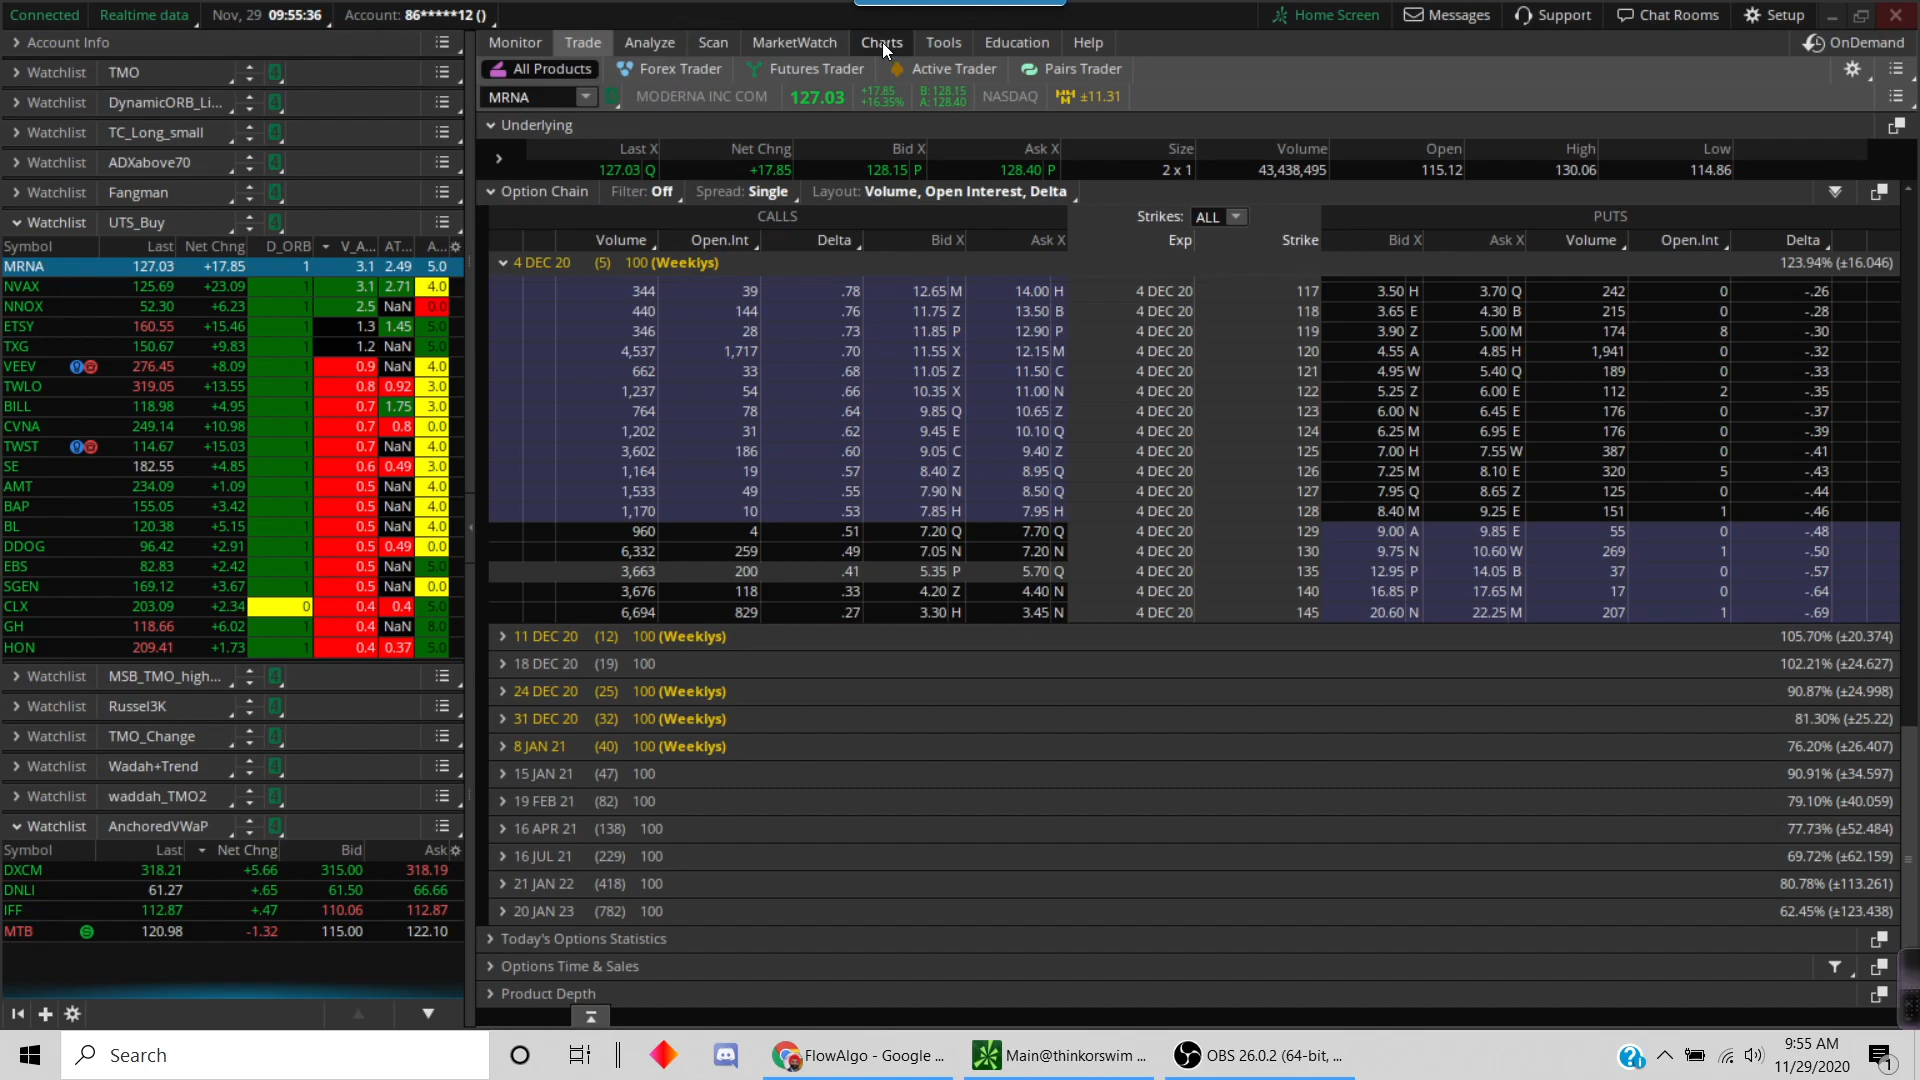 Connected Realtime data Nov, 29 09:55:36 Account: 86*****12 () Home Screen Messages Support Chat Rooms Setup
Account Info Monitor Trade Analyze Scan MarketWatch Charts Tools Education Help OnDemand
Watchlist TMO All Products Forex Trader Futures Trader Active Trader Pairs Trader
Watchlist DynamicORB_Li... MRNA MODERNA INC COM 127.03 +17.85 +16.35% B: 128.15 A: 128.40 NASDAQ ±11.31
Watchlist TC_Long_small Underlying
Last X Net Chng Bid X Ask X Size Volume Open High Low
Watchlist ADXabove70 127.03 Q +17.85 128.15 P 128.40 P 2 x 1 43,438,495 115.12 130.06 114.86
Watchlist Fangman Option Chain Filter: Off Spread: Single Layout: Volume, Open Interest, Delta
Watchlist UTS_Buy CALLS Strikes: ALL PUTS
Symbol Last Net Chng D_ORB V_A... AT... A... Volume Open.Int Delta Bid X Ask X Exp Strike Bid X Ask X Volume Open.Int Delta
MRNA 127.03 +17.85 1 3.1 2.49 5.0 4 DEC 20 (5) 100 (Weeklys) 123.94% (±16.046)
NVAX 125.69 +23.09 1 3.1 2.71 4.0 344 39 .78 12.65 M 14.00 H 4 DEC 20 117 3.50 H 3.70 Q 242 0 -.26
NNOX 52.30 +6.23 1 2.5 NaN 0.0 440 144 .76 11.75 Z 13.50 B 4 DEC 20 118 3.65 E 4.30 B 215 0 -.28
ETSY 160.55 +15.46 1 1.3 1.45 5.0 346 28 .73 11.85 P 12.90 P 4 DEC 20 119 3.90 Z 5.00 M 174 8 -.30
TXG 150.67 +9.83 1 1.2 NaN 5.0 4,537 1,717 .70 11.55 X 12.15 M 4 DEC 20 120 4.55 A 4.85 H 1,941 0 -.32
VEEV 276.45 +8.09 1 0.9 NaN 4.0 662 33 .68 11.05 Z 11.50 C 4 DEC 20 121 4.95 W 5.40 Q 189 0 -.33
TWLO 319.05 +13.55 1 0.8 0.92 3.0 1,237 54 .66 10.35 X 11.00 N 4 DEC 20 122 5.25 Z 6.00 E 112 2 -.35
BILL 118.98 +4.95 1 0.7 1.75 3.0 764 78 .64 9.85 Q 10.65 Z 4 DEC 20 123 6.00 N 6.45 E 176 0 -.37
CVNA 249.14 +10.98 1 0.7 0.8 0.0 1,202 31 .62 9.45 E 10.10 Q 4 DEC 20 124 6.25 M 6.95 E 176 0 -.39
TWST 114.67 +15.03 1 0.7 NaN 4.0 3,602 186 .60 9.05 C 9.40 Z 4 DEC 20 125 7.00 H 7.55 W 387 0 -.41
SE 182.55 +4.85 1 0.6 0.49 3.0 1,164 19 .57 8.40 Z 8.95 Q 4 DEC 20 126 7.25 M 8.10 E 320 5 -.43
AMT 234.09 +1.09 1 0.5 NaN 4.0 1,533 49 .55 7.90 N 8.50 Q 4 DEC 20 127 7.95 Q 8.65 Z 125 0 -.44
BAP 155.05 +3.42 1 0.5 NaN 4.0 1,170 10 .53 7.85 H 7.95 H 4 DEC 20 128 8.40 M 9.25 E 151 1 -.46
BL 120.38 +5.15 1 0.5 NaN 4.0 960 4 .51 7.20 Q 7.70 Q 4 DEC 20 129 9.00 A 9.85 E 55 0 -.48
DDOG 96.42 +2.91 1 0.5 0.49 0.0 6,332 259 .49 7.05 N 7.20 N 4 DEC 20 130 9.75 N 10.60 W 269 1 -.50
EBS 82.83 +2.42 1 0.5 NaN 5.0 3,663 200 .41 5.35 P 5.70 Q 4 DEC 20 135 12.95 P 14.05 B 37 0 -.57
SGEN 169.12 +3.67 1 0.5 NaN 0.0 3,676 118 .33 4.20 Z 4.40 N 4 DEC 20 140 16.85 P 17.65 M 17 0 -.64
CLX 203.09 +2.34 0 0.4 0.4 5.0 6,694 829 .27 3.30 H 3.45 N 4 DEC 20 145 20.60 N 22.25 M 207 1 -.69
GH 118.66 +6.02 1 0.4 NaN 8.0 11 DEC 20 (12) 100 (Weeklys) 105.70% (±20.374)
HON 209.41 +1.73 1 0.4 0.37 5.0 18 DEC 20 (19) 100 102.21% (±24.627)
Watchlist MSB_TMO_high... 24 DEC 20 (25) 100 (Weeklys) 90.87% (±24.998)
Watchlist Russel3K 31 DEC 20 (32) 100 (Weeklys) 81.30% (±25.22)
Watchlist TMO_Change 8 JAN 21 (40) 100 (Weeklys) 76.20% (±26.407)
Watchlist Wadah+Trend 15 JAN 21 (47) 100 90.91% (±34.597)
Watchlist waddah_TMO2 19 FEB 21 (82) 100 79.10% (±40.059)
Watchlist AnchoredVWaP 16 APR 21 (138) 100 77.73% (±52.484)
Symbol Last Net Chng Bid Ask 16 JUL 21 (229) 100 69.72% (±62.159)
DXCM 318.21 +5.66 315.00 318.19 21 JAN 22 (418) 100 80.78% (±113.261)
DNLI 61.27 +.65 61.50 66.66
IFF 112.87 +.47 110.06 112.87 20 JAN 23 (782) 100 62.45% (±123.438)
MTB 120.98 -1.32 115.00 122.10 Today's Options Statistics
Options Time & Sales
Product Depth
Search FlowAlgo - Google ... Main@thinkorswim ... OBS 26.0.2 (64-bit, ... 9:55 AM
11/29/2020 1